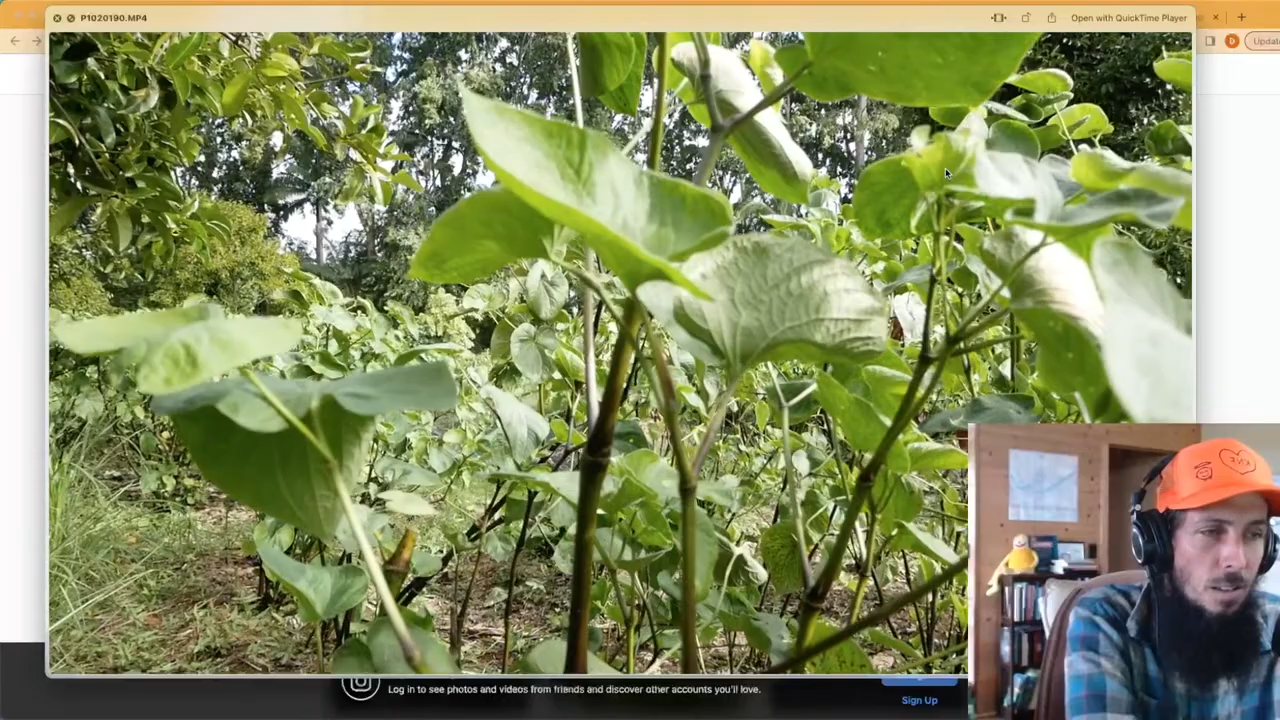 P1020190.MP4
Open with QuickTime Player
D
Log in to see photos and videos from friends and discover other accounts you'll love.
Sign Up